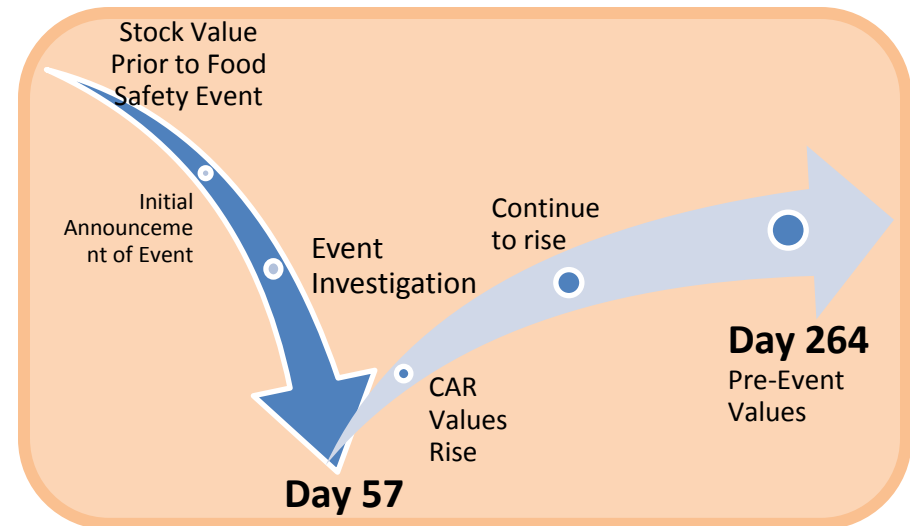 Stock Value
Prior to Food
Safety Event
Initial
Announceme
nt of Event
Event
Investigation
Day 57
CAR
Values
Rise
Continue
to rise
Day 264
Pre-Event
Values